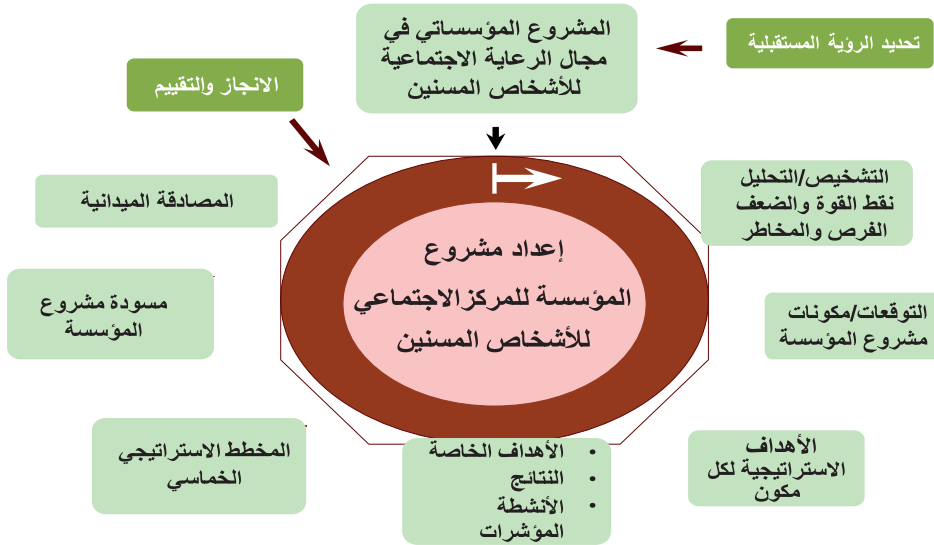 المشروع المؤسساتي في
مجال الرعاية الاجتماعية
للأشخاص المسنين
تحديد الرؤية المستقبلية
الانجاز والتقييم
التشخيص/التحليل
نقط القوة والضعف
الفرص والمخاطر
المصادقة الميدانية
إعداد مشروع
المؤسسة للمركز الاجتماعي
للأشخاص المسنين
التوقعات/مكونات
مشروع المؤسسة
مسودة مشروع
المؤسسة
الأهداف
الاستراتيجية لكل
مكون
• الأهداف الخاصة
• النتائج
• الأنشطة
المؤشرات
المخطط الاستراتيجي
الخماسي